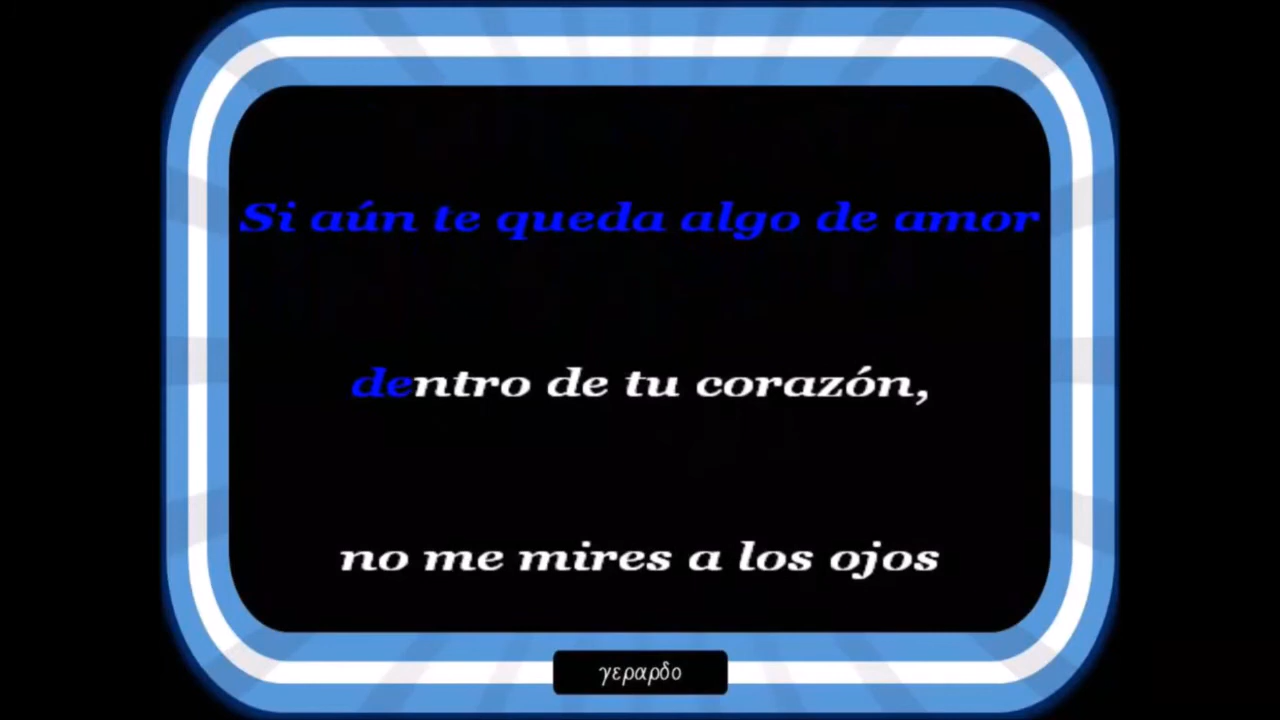 Si aún te queda algo de amor
dentro de tu corazón,
no me mires a los ojos
γεραρδο